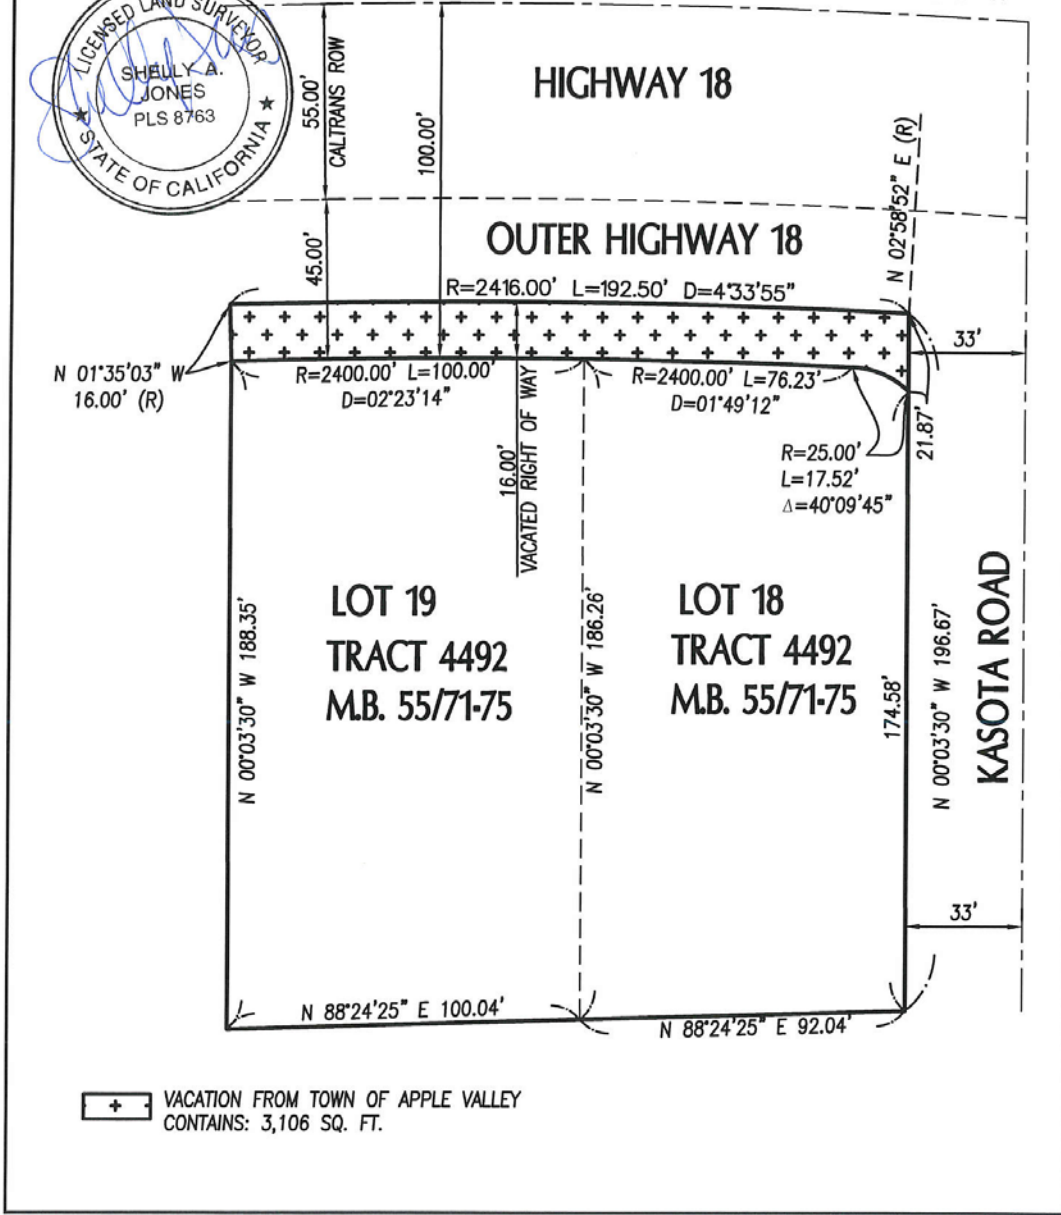 LICENSED LAND SURVEYOR
SHELLY A.
JONES
PLS 8763
STATE OF CALIFORNIA
55.00'
CALTRANS ROW
100.00'
HIGHWAY 18
N 02°58'52" E (R)
45.00'
OUTER HIGHWAY 18
R=2416.00' L=192.50' D=4°33'55"
33'
N 01°35'03" W
16.00' (R)
R=2400.00' L=100.00'
D=02°23'14"
R=2400.00' L=76.23'
D=01°49'12"
21.87'
16.00'
VACATED RIGHT OF WAY
R=25.00'
L=17.52'
Δ=40°09'45"
LOT 19
TRACT 4492
M.B. 55/71-75
LOT 18
TRACT 4492
M.B. 55/71-75
N 00°03'30" W 188.35'
N 00°03'30" W 186.26'
174.58'
N 00°03'30" W 196.67'
KASOTA ROAD
33'
N 88°24'25" E 100.04'
N 88°24'25" E 92.04'
VACATION FROM TOWN OF APPLE VALLEY
CONTAINS: 3,106 SQ. FT.